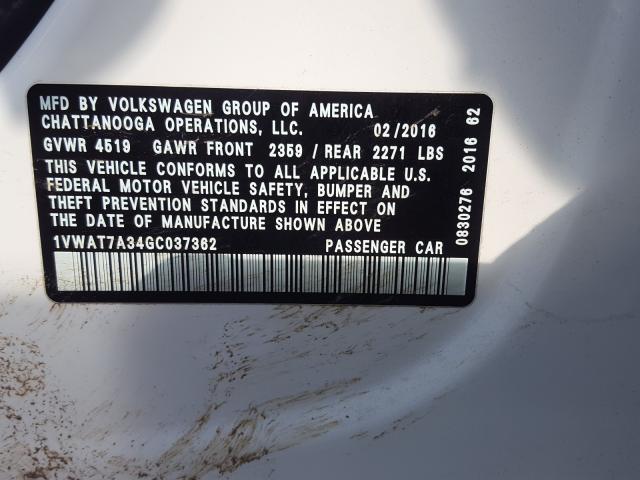 MFD BY VOLKSWAGEN GROUP OF AMERICA
CHATTANOOGA OPERATIONS, LLC. 02/2016
GVWR 4519 GAWR FRONT 2359 / REAR 2271 LBS
THIS VEHICLE CONFORMS TO ALL APPLICABLE U.S.
FEDERAL MOTOR VEHICLE SAFETY, BUMPER AND
THEFT PREVENTION STANDARDS IN EFFECT ON
THE DATE OF MANUFACTURE SHOWN ABOVE
1VWAT7A34GC037362 PASSENGER CAR
0830276 2016 62